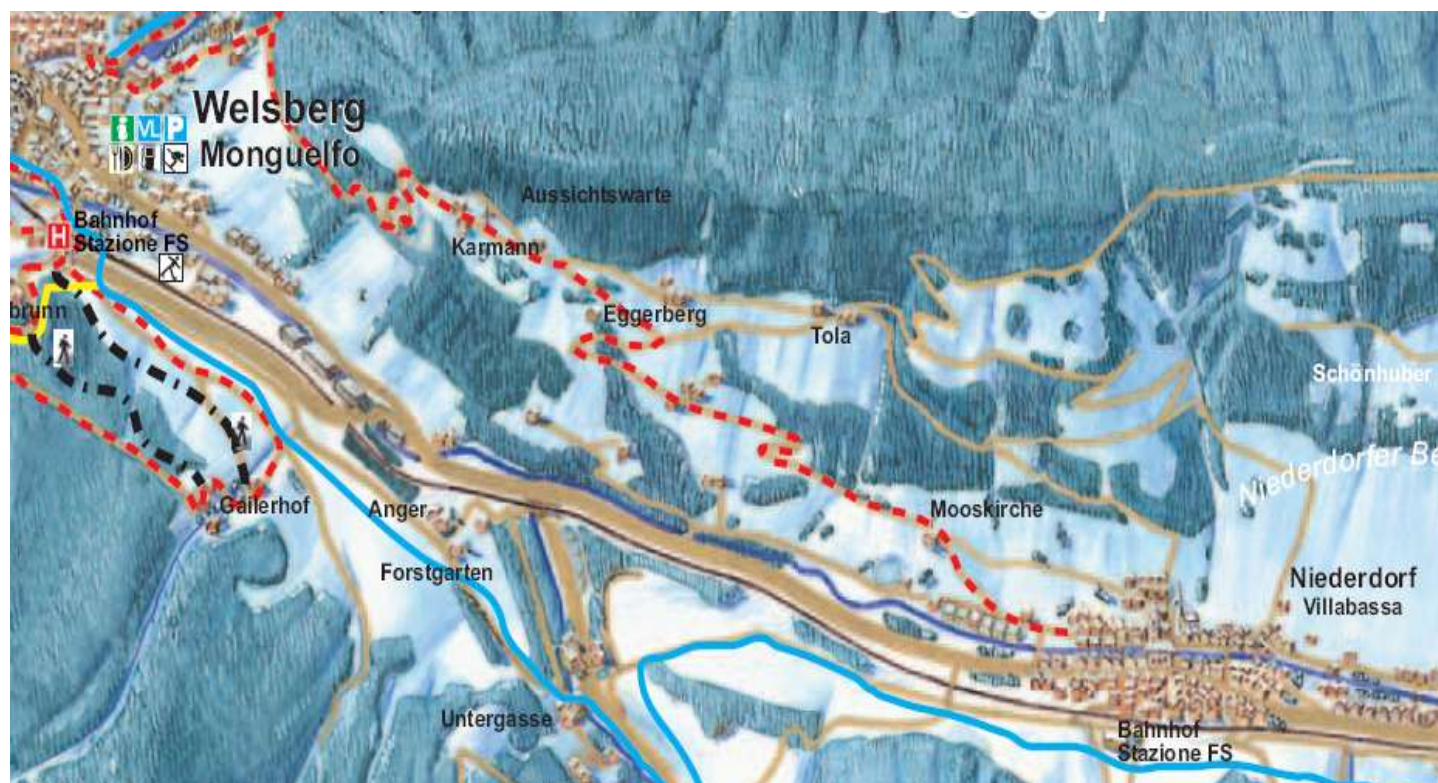 Welsberg
Monguelfo
i VL P
Aussichtswarte
Bahnhof
Stazione FS
H
Karmann
brunn
Eggerberg
Tola
Schönhuber
Niederdorfer Be
Gailerhof
Anger
Mooskirche
Forstgarten
Niederdorf
Villabassa
Untergasse
Bahnhof
Stazione FS